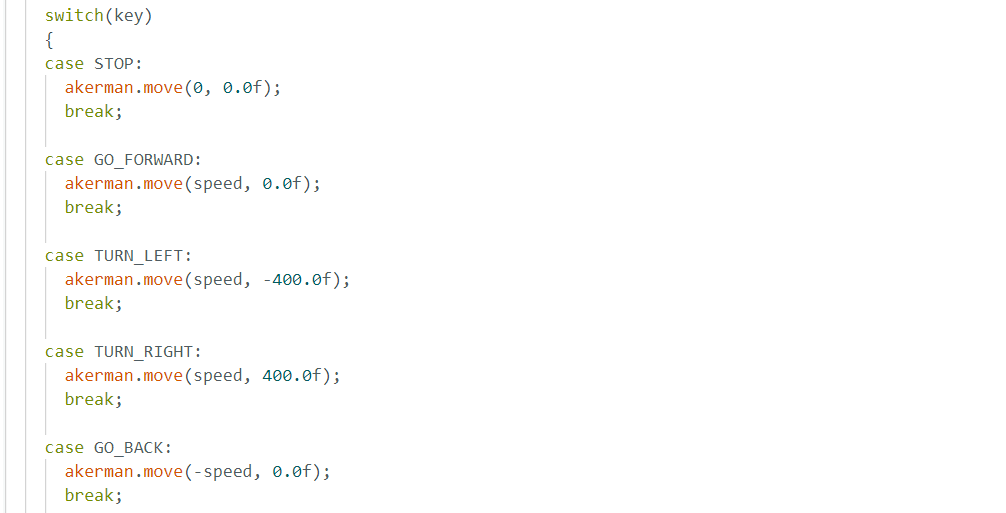 switch(key)
{
case STOP:
akerman.move(0, 0.0f);
break;
case GO_FORWARD:
akerman.move(speed, 0.0f);
break;
case TURN_LEFT:
akerman.move(speed, -400.0f);
break;
case TURN_RIGHT:
akerman.move(speed, 400.0f);
break;
case GO_BACK:
akerman.move(-speed, 0.0f);
break;